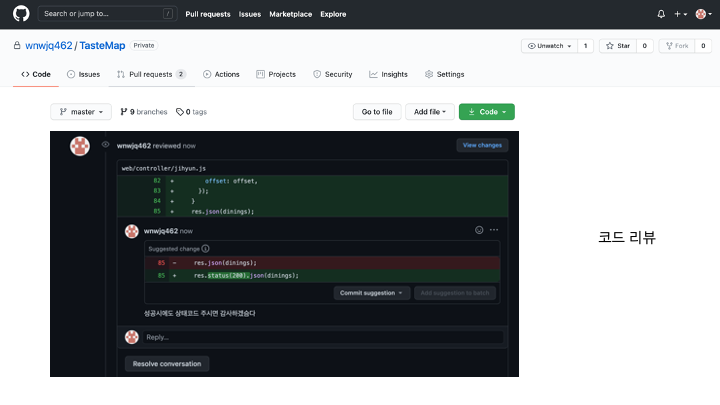 Search or jump to... /
Pull requests Issues Marketplace Explore
wnwjq462 / TasteMap Private
Unwatch 1 Star 0 Fork 0
Code Issues Pull requests 2 Actions Projects Security Insights Settings
master 9 branches 0 tags Go to file Add file Code
wnwjq462 reviewed now View changes
web/controller/jihyun.js
82 + offset: offset,
83 + });
84 + }
85 + res.json(dinings);
wnwjq462 now
Suggested change
85 - res.json(dinings);
85 + res.status(200).json(dinings);
Commit suggestion Add suggestion to batch
성공시에도 상태코드 주시면 감사하겠습다
Reply...
Resolve conversation
코드 리뷰